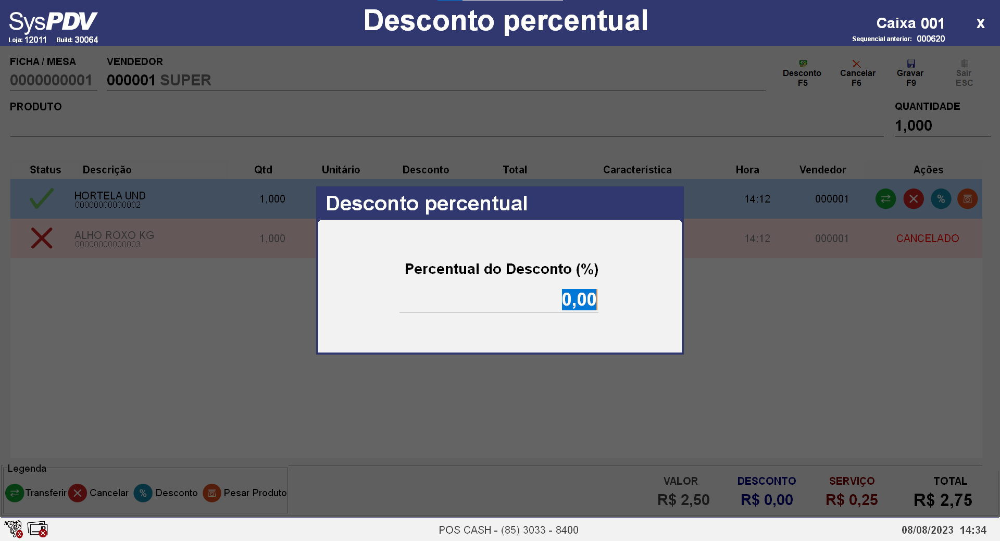 SysPDV
Loja: 12011 Build: 30064
Desconto percentual
Caixa 001
X
Sequencial anterior: 000620
FICHA / MESA
0000000001
VENDEDOR
000001 SUPER
Desconto
F5
Cancelar
F6
Gravar
F9
Sair
ESC
PRODUTO
QUANTIDADE
1,000
Status Descrição Qtd Unitário Desconto Total Característica Hora Vendedor Ações
HORTELA UND 1,000 14:12 000001 %
00000000000002
ALHO ROXO KG 1,000 14:12 000001 CANCELADO
00000000000003
Desconto percentual
Percentual do Desconto (%)
0,00
Legenda
Transferir Cancelar % Desconto Pesar Produto
VALOR
R$ 2,50
DESCONTO
R$ 0,00
SERVIÇO
R$ 0,25
TOTAL
R$ 2,75
NFC
POS CASH - (85) 3033 - 8400
08/08/2023 14:34